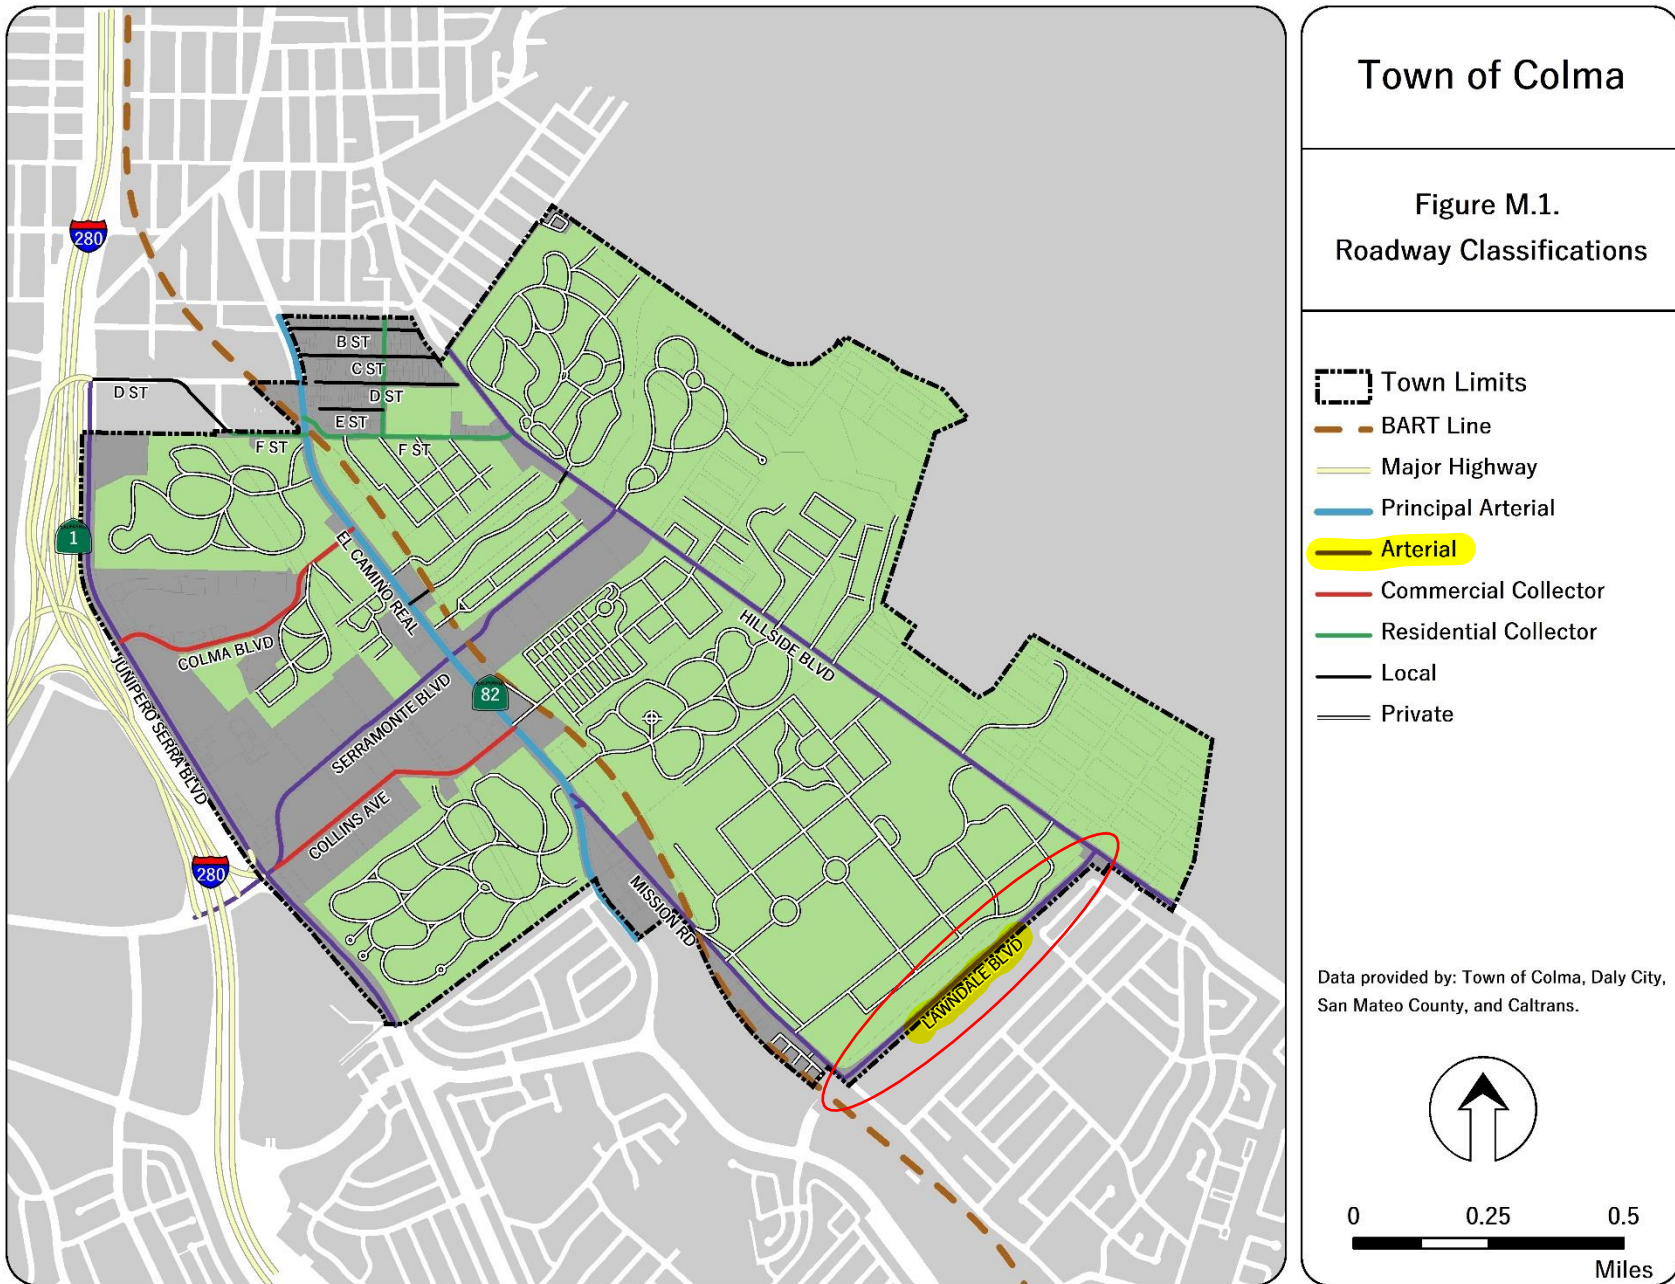 Town of Colma
Figure M.1.
Roadway Classifications
Town Limits
BART Line
Major Highway
Principal Arterial
Arterial
Commercial Collector
Residential Collector
Local
Private
Data provided by: Town of Colma, Daly City,
San Mateo County, and Caltrans.
0 0.25 0.5
Miles
280
B ST
C ST
D ST
D ST
E ST
F ST
F ST
1
EL CAMINO REAL
COLMA BLVD
JUNIPERO SERRA BLVD
SERRAMONTE BLVD
82
HILLSIDE BLVD
COLLINS AVE
280
MISSION RD
LAWNDALE BLVD